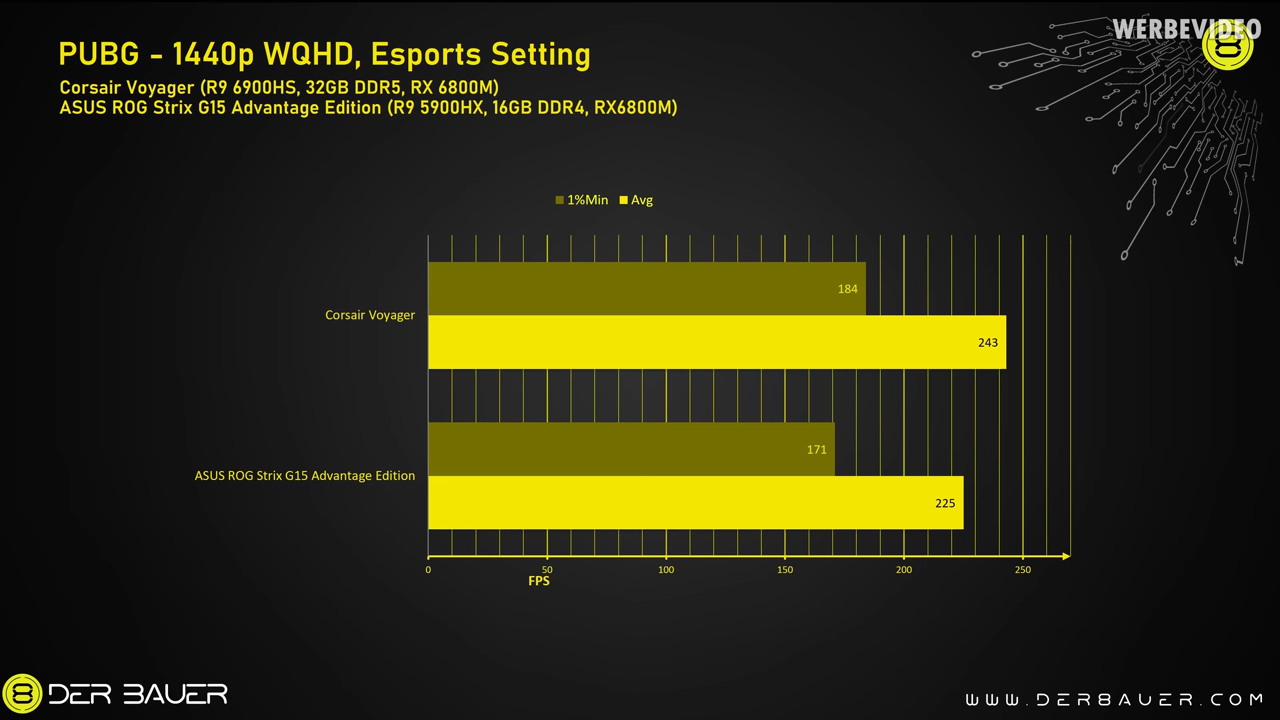 WERBEVIDEO
PUBG - 1440p WQHD, Esports Setting
Corsair Voyager (R9 6900HS, 32GB DDR5, RX 6800M)
ASUS ROG Strix G15 Advantage Edition (R9 5900HX, 16GB DDR4, RX6800M)
1%Min Avg
184
Corsair Voyager
243
171
ASUS ROG Strix G15 Advantage Edition
225
0 50 100 150 200 250
FPS
8 DER BAUER
WWW.DER8AUER.COM